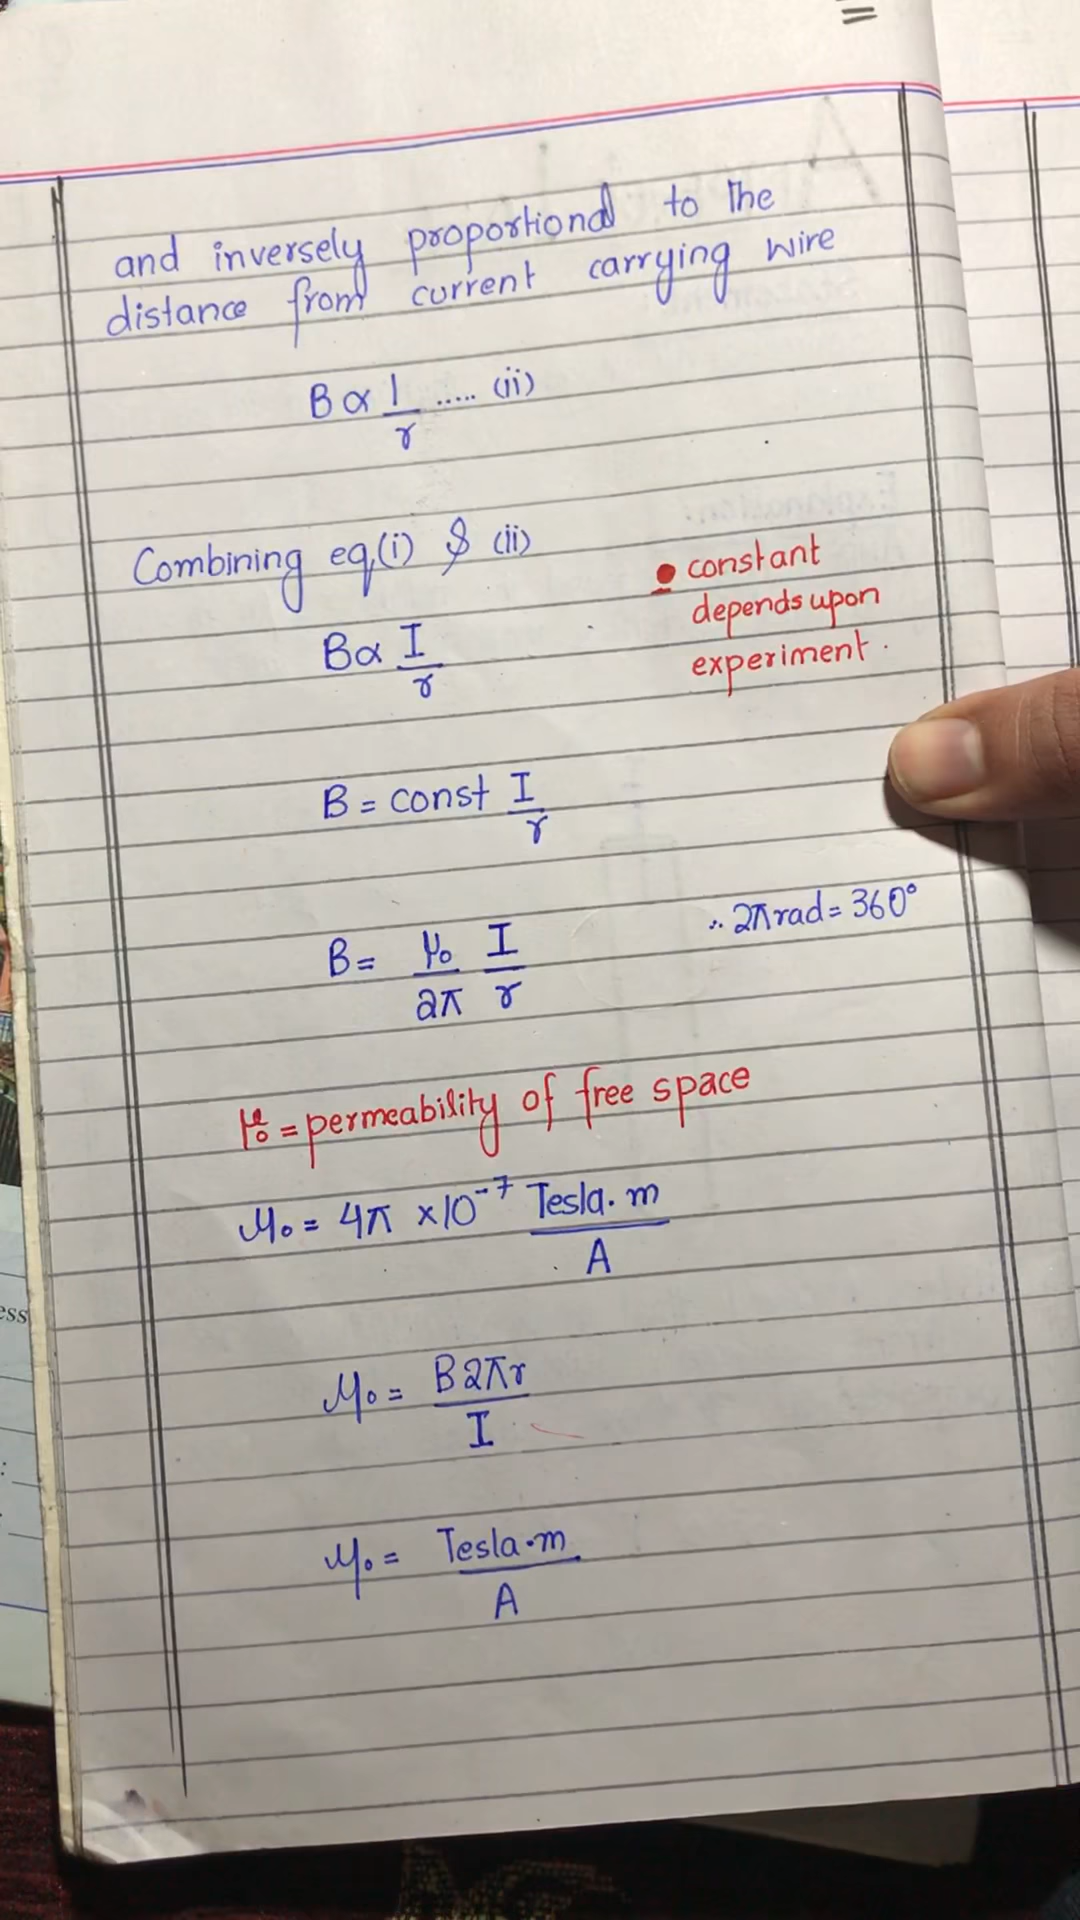 and inversely proportional to the
distance from current carrying wire
B ∝ 1/r ..... (ii)
Combining eq,(i) & (ii)
• constant
depends upon
experiment.
B ∝ I/r
B = const I/r
B = μ₀/2π I/r
∴ 2π rad = 360°
μ₀ = permeability of free space
μ₀ = 4π × 10⁻⁷ Tesla. m/A
μ₀ = B2πr/I
μ₀ = Tesla.m/A
ess